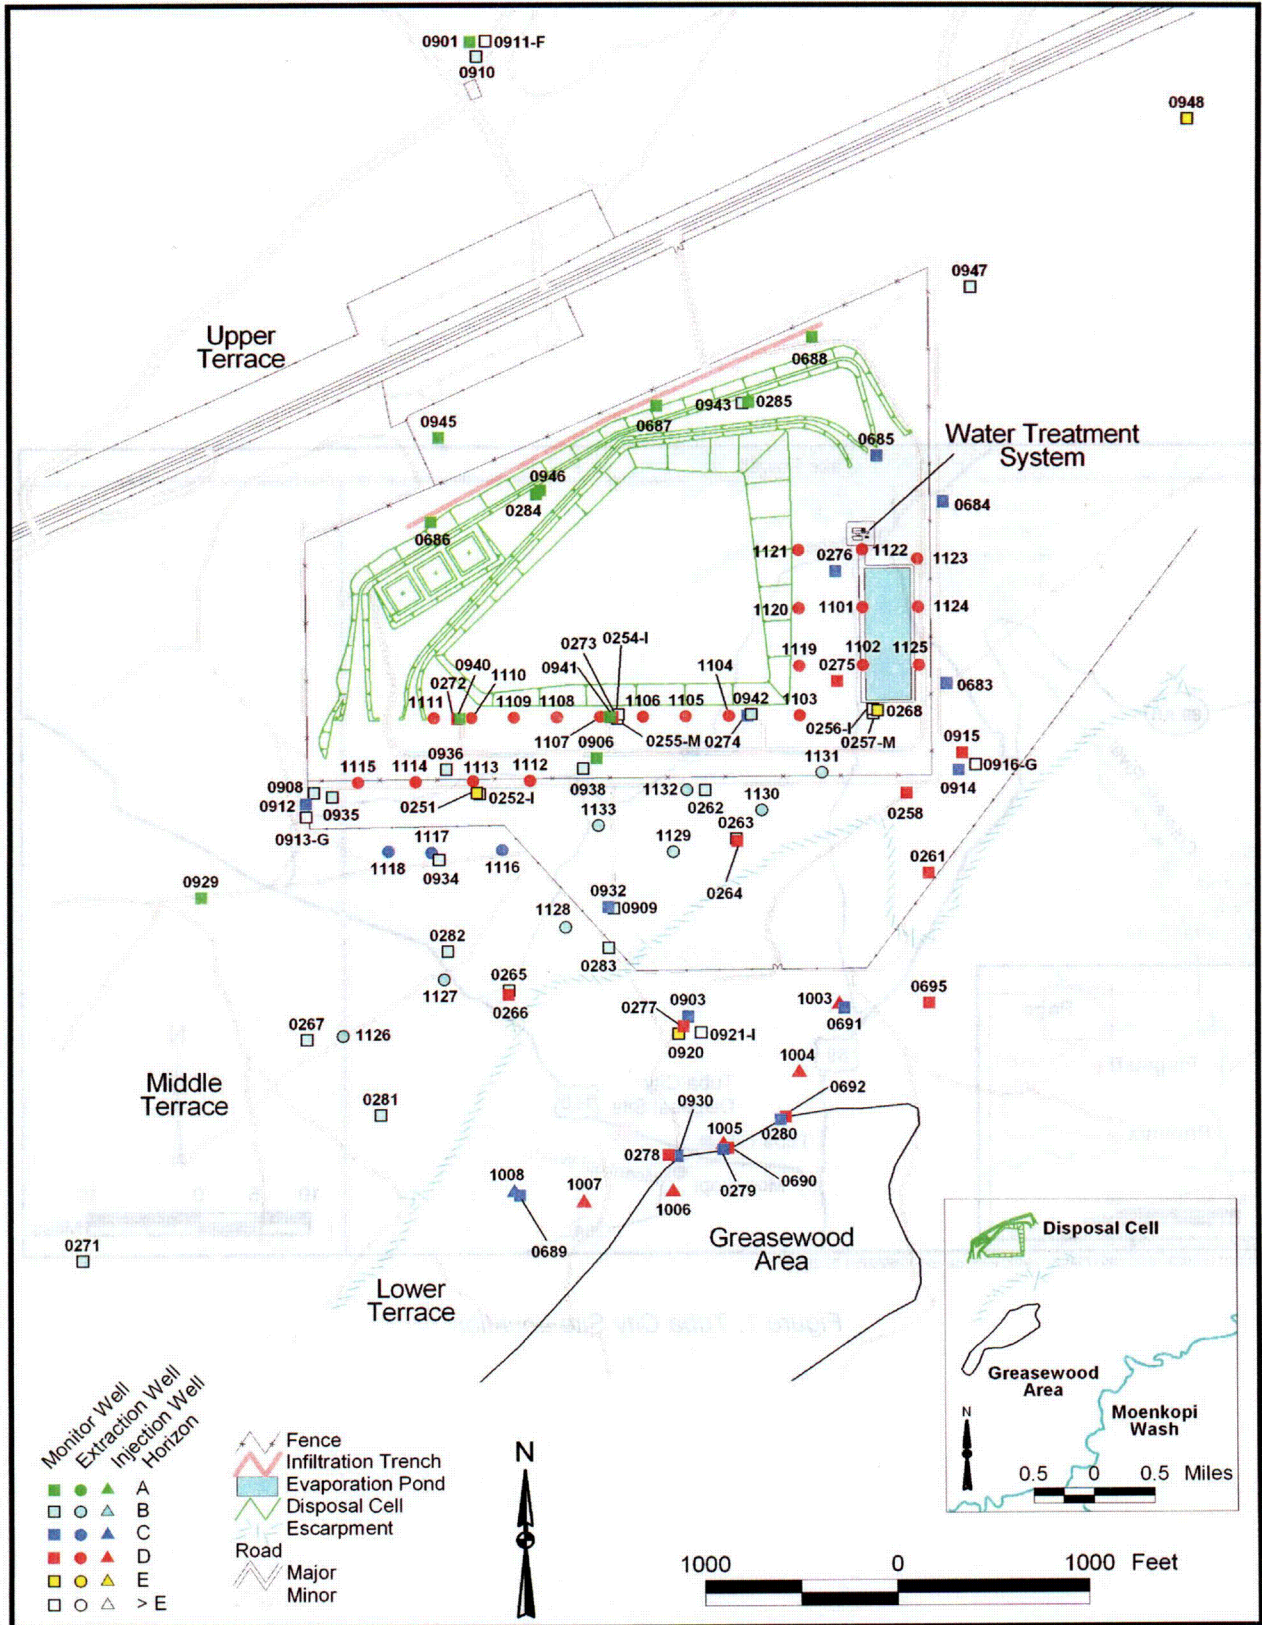 0901
0911-F
0910
0948
0947
Upper
Terrace
0688
0943
0285
0687
0945
0685
Water Treatment
System
0946
0284
0684
0686
1121
0276
1122
1123
1120
1101
1124
0273
0254-I
1119
1102
1125
0940
0941
1104
0275
0272
1110
0683
1111
1109
1108
1106
1105
0942
1103
0256-I
0268
1107
0255-M
0274
0257-M
0906
0915
0936
1131
0916-G
1115
1114
1113
1112
0938
0914
0908
1132
1130
0251
0252-I
0262
0258
0912
0935
1133
0263
0913-G
1117
1129
1118
0934
1116
0261
0264
0929
0932
0909
1128
0282
0283
1127
0265
0266
0277
0903
1003
0691
0695
0267
1126
0920
0921-I
1004
Middle
Terrace
0692
0930
0281
1005
0280
0278
0690
0279
1008
1007
1006
0689
Greasewood
Area
0271
Lower
Terrace
Disposal Cell
Greasewood
Area
Moenkopi
Wash
N
0.5 0 0.5 Miles
Monitor Well
Extraction Well
Injection Well
Horizon
A
B
C
D
E
> E
Fence
Infiltration Trench
Evaporation Pond
Disposal Cell
Escarpment
Road
Major
Minor
N
1000 0 1000 Feet